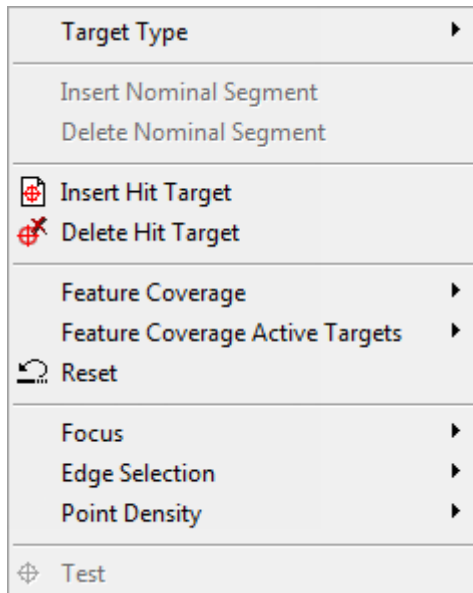 Target Type
Insert Nominal Segment
Delete Nominal Segment
Insert Hit Target
Delete Hit Target
Feature Coverage
Feature Coverage Active Targets
Reset
Focus
Edge Selection
Point Density
Test